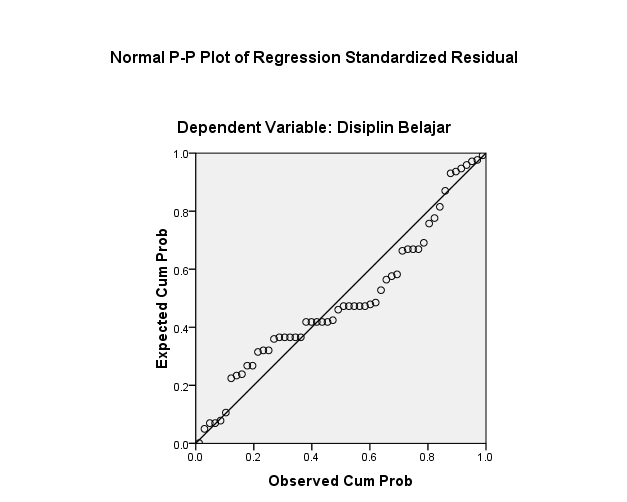 Normal P-P Plot of Regression Standardized Residual
Dependent Variable: Disiplin Belajar
1.0
0.8
0.6
0.4
0.2
0.0
Expected Cum Prob
0.0 0.2 0.4 0.6 0.8 1.0
Observed Cum Prob